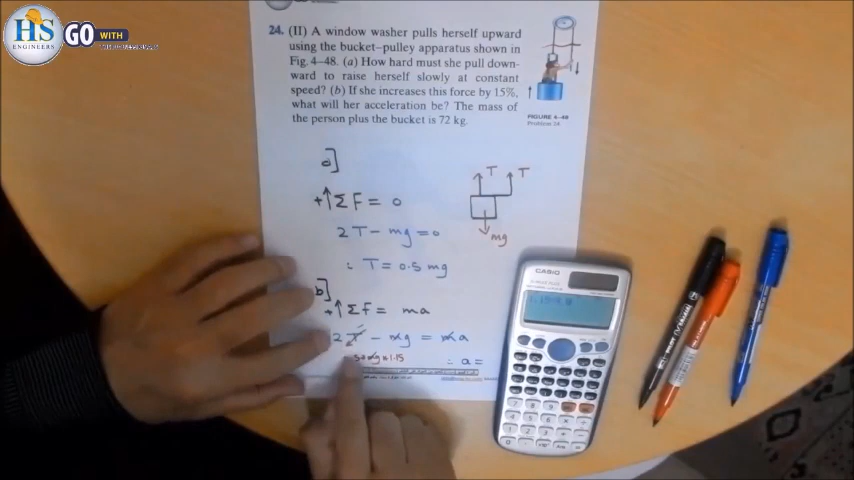 HS
ENGINEERS
GO WITH
24. (II) A window washer pulls herself upward
using the bucket–pulley apparatus shown in
Fig. 4–48. (a) How hard must she pull down-
ward to raise herself slowly at constant
speed? (b) If she increases this force by 15%,
what will her acceleration be? The mass of
the person plus the bucket is 72 kg.
FIGURE 4–48
Problem 24.
a]
+↑ΣF = 0
2T - mg = 0
∴ T = 0.5 mg
T T
mg
b]
+↑ΣF = ma
2T - mg = ma
∴ a =
CASIO